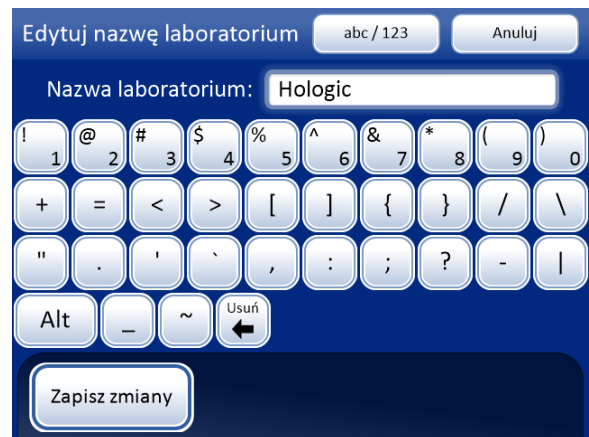 Edytuj nazwę laboratorium abc / 123 Anuluj
Nazwa laboratorium: Hologic
! 1 @ 2 # 3 $ 4 % 5 ^ 6 & 7 * 8 ( 9 ) 0
+ = < > [ ] { } / \
" . ' ` , : ; ? - |
Alt _ ~ Usuń
Zapisz zmiany